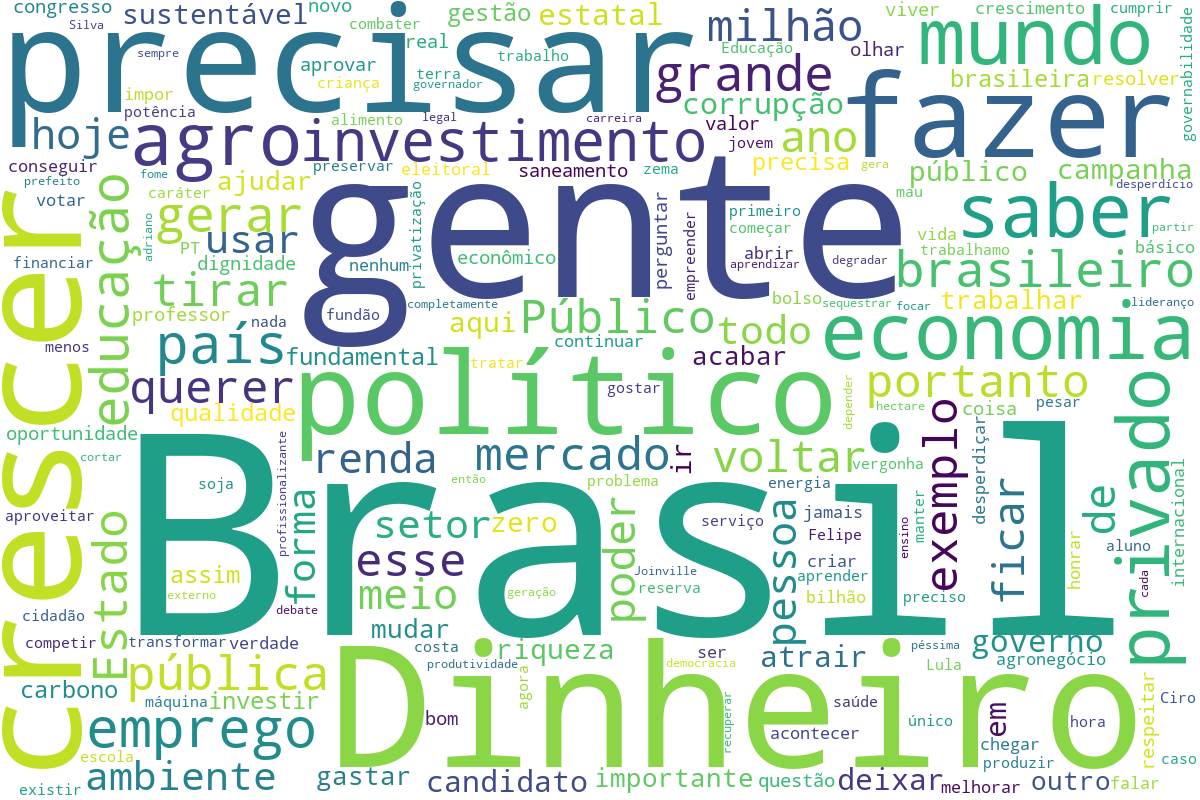 congresso
Silva
sustentável
novo
combater
gestão
estatal
milhão
viver
crescimento
cumprir
precisar
sempre
real
trabalho
Educação
olhar
mundo
governabilidade
aprovar
terra
criança
governador
grande
brasileira
resolver
impor
potência
corrupção
fazer
hoje
agro
alimento
legal
carreira
investimento
valor
jovem
ano
conseguir
fome
preservar
eleitoral
saneamento
zema
precisa
gera
público
campanha
prefeito
caráter
ajudar
gente
mau
desperdício
votar
educação
gerar
privatização
perguntar
primeiro
começar
saber
partir
adriano
PT
usar
empreender
vida
trabalhamo
básico
financiar
dignidade
nenhum
econômico
abrir
aprendizar
degradar
brasileiro
crescer
tirar
completamente
bolso
sequestrar
focar
trabalhar
liderança
professor
nada
fundão
aqui
Público
todo
economia
menos
país
fundamental
continuar
acabar
tratar
querer
político
gostar
portanto
qualidade
depender
hectare
coisa
pesar
privado
oportunidade
cortar
profissionalizante
Brasil
renda
mercado
ir
voltar
vergonha
exemplo
desperdiçar
internacional
soja
então
problema
energia
manter
aproveitar
Estado
forma
setor
zero
poder
serviço
pessoa
jamais
Felipe
ensino
ficar
de
aluno
honrar
assim
esse
Joinville
criar
aprender
externo
meio
geração
reserva
bilhão
preciso
cada
cidadão
debate
mudar
competir
transformar
verdade
costa
riqueza
ser
atrair
governo
péssima
pública
produtividade
democracia
Lula
agronegócio
carbono
máquina
investir
Dinheiro
agora
saúde
único
em
Ciro
respeitar
emprego
bom
recuperar
acontecer
hora
chegar
escola
produzir
caso
existir
ambiente
gastar
candidato
importante
questão
deixar
melhorar
outro
falar